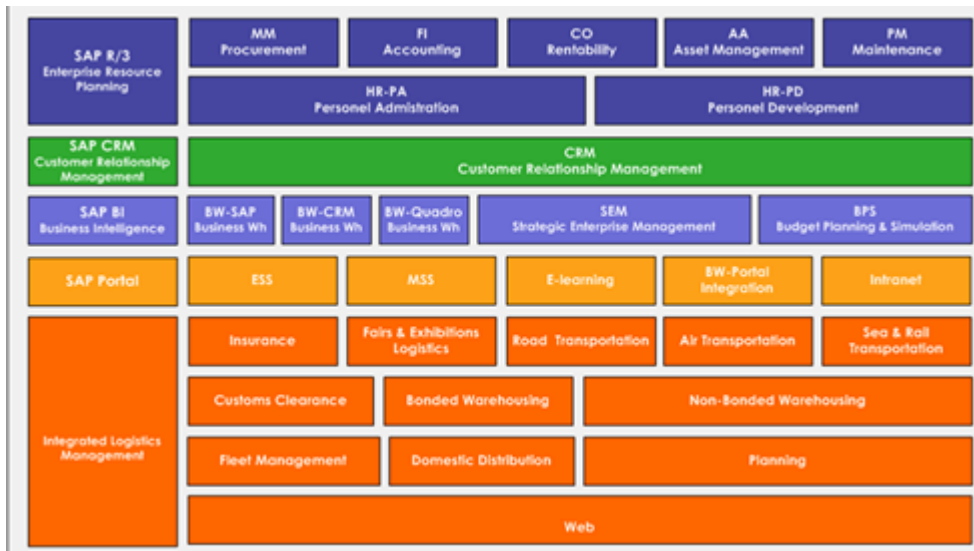 SAP R/3
Enterprise Resource
Planning
MM
Procurement
FI
Accounting
CO
Rentability
AA
Asset Management
PM
Maintenance
HR-PA
Personel Admistration
HR-PD
Personel Development
SAP CRM
Customer Relationship
Management
CRM
Customer Relationship Management
SAP BI
Business Intelligence
BW-SAP
Business Wh
BW-CRM
Business Wh
BW-Quadro
Business Wh
SEM
Strategic Enterprise Management
BPS
Budget Planning & Simulation
SAP Portal
ESS
MSS
E-learning
BW-Portal
Integration
Intranet
Integrated Logistics
Management
Insurance
Fairs & Exhibitions
Logistics
Road Transportation
Air Transportation
Sea & Rail
Transportation
Customs Clearance
Bonded Warehousing
Non-Bonded Warehousing
Fleet Management
Domestic Distribution
Planning
Web